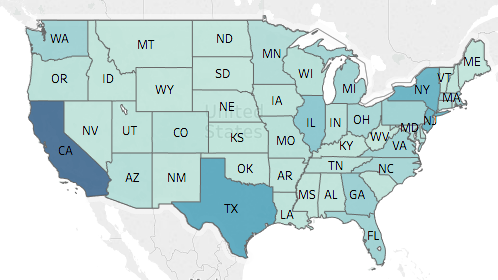 WA
MT
ND
MN
ME
OR
ID
SD
WI
VT
WY
MI
NY
MA
NE
IA
NV
UT
CO
United
States
KS
IL
IN
OH
NJ
MO
MD
WV
CA
KY
VA
AZ
NM
OK
TN
NC
AR
TX
MS
AL
GA
LA
FL